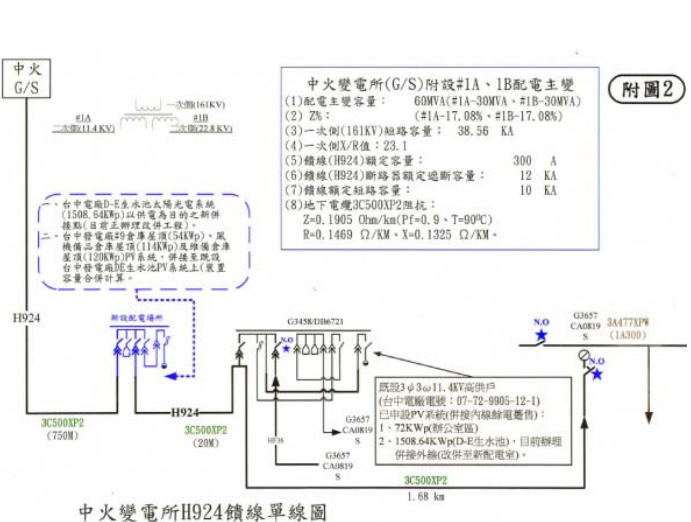 中火
G/S
一次側(161KV)
#1A
二次側(11.4 KV)
#1B
二次側(22.8 KV)
中火變電所(G/S)附設#1A、1B配電主變
(1)配電主變容量： 60MVA(#1A-30MVA、#1B-30MVA)
(2) Z%： (#1A-17.08%、#1B-17.08%)
(3)一次側(161KV)短路容量： 38.56 KA
(4)一次側X/R值：23.1
(5)饋線(H924)額定容量： 300 A
(6)饋線(H924)斷路器額定遮斷容量： 12 KA
(7)饋線額定短路容量： 10 KA
(8)地下電纜3C500XP2阻抗：
Z=0.1905 Ohm/km(Pf=0.9、T=90ºC)
R=0.1469 Ω/KM、X=0.1325 Ω/KM。
附圖2
一、台中電廠D-E生水池太陽光電系統
(1508.64KWp)以供電為目的之新併
接點(目前正辦理改併工程)。
二、台中發電廠#9倉庫屋頂(54KWp)、風
機備品倉庫屋頂(114KWp)及維備倉庫
屋頂(120KWp)PV系統，併接至既設
台中發電廠DE生水池PV系統上(裝置
容量合併計算。
H924
新設配電場所
G3458/DB6721
N.O
N.O
G3657
CA0819
S
3A477XPW
(1A300)
N.O
既設3ψ3ω11.4KV高供戶
(台中電廠電號：07-72-9905-12-1)
已申設PV系統(併接內線餘電躉售)：
1、72KWp(辦公室區)
2、1508.64KWp(D-E生水池)，目前辦理
併接外線(改併至新配電室)。
H924
3C500XP2
(750M)
3C500XP2
(20M)
HF36
G3657
CA0819
S
G3657
CA0819
S
3C500XP2
1.68 km
中火變電所H924饋線單線圖